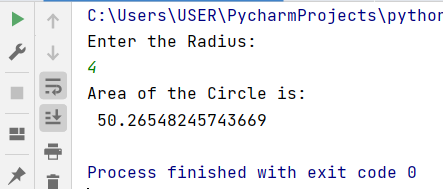 C:\Users\USER\PycharmProjects\python
Enter the Radius:
4
Area of the Circle is:
50.26548245743669
Process finished with exit code 0